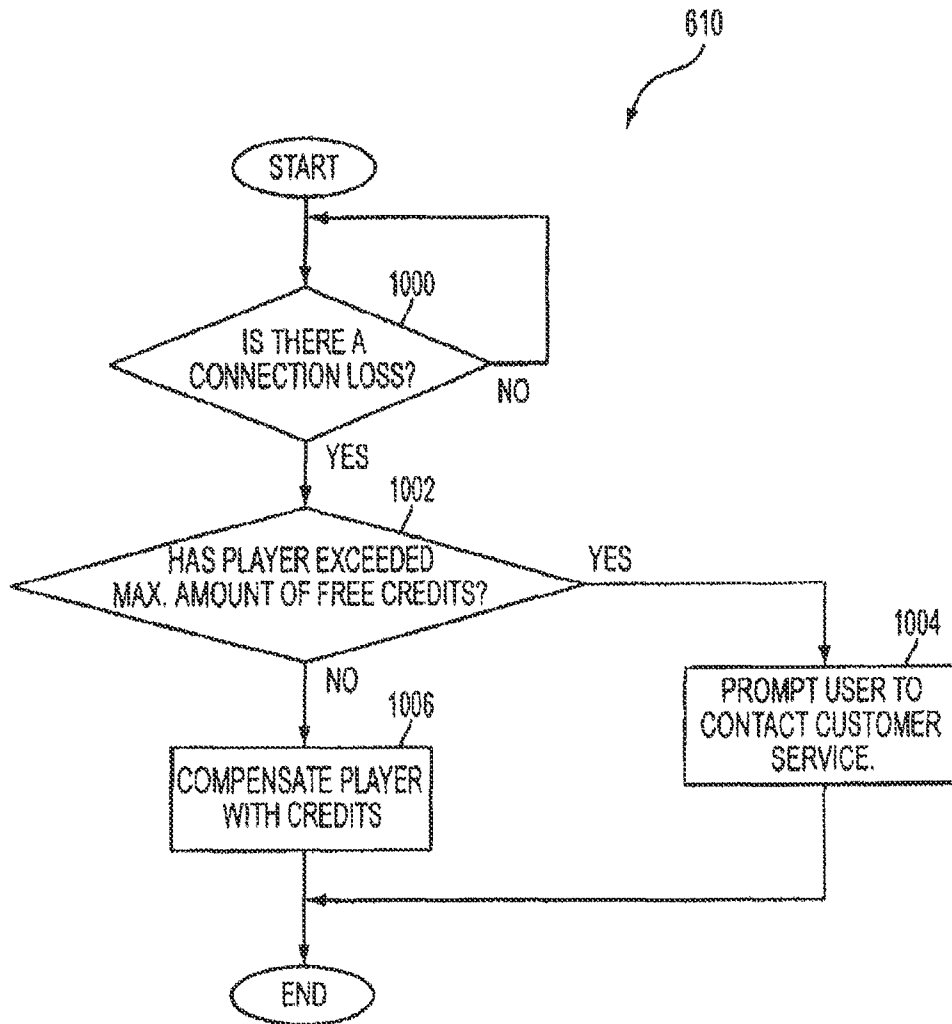 610
START
1000
IS THERE A
CONNECTION LOSS?
NO
YES
1002
HAS PLAYER EXCEEDED
MAX. AMOUNT OF FREE CREDITS?
YES
1004
NO
PROMPT USER TO
CONTACT CUSTOMER
SERVICE.
1006
COMPENSATE PLAYER
WITH CREDITS
END